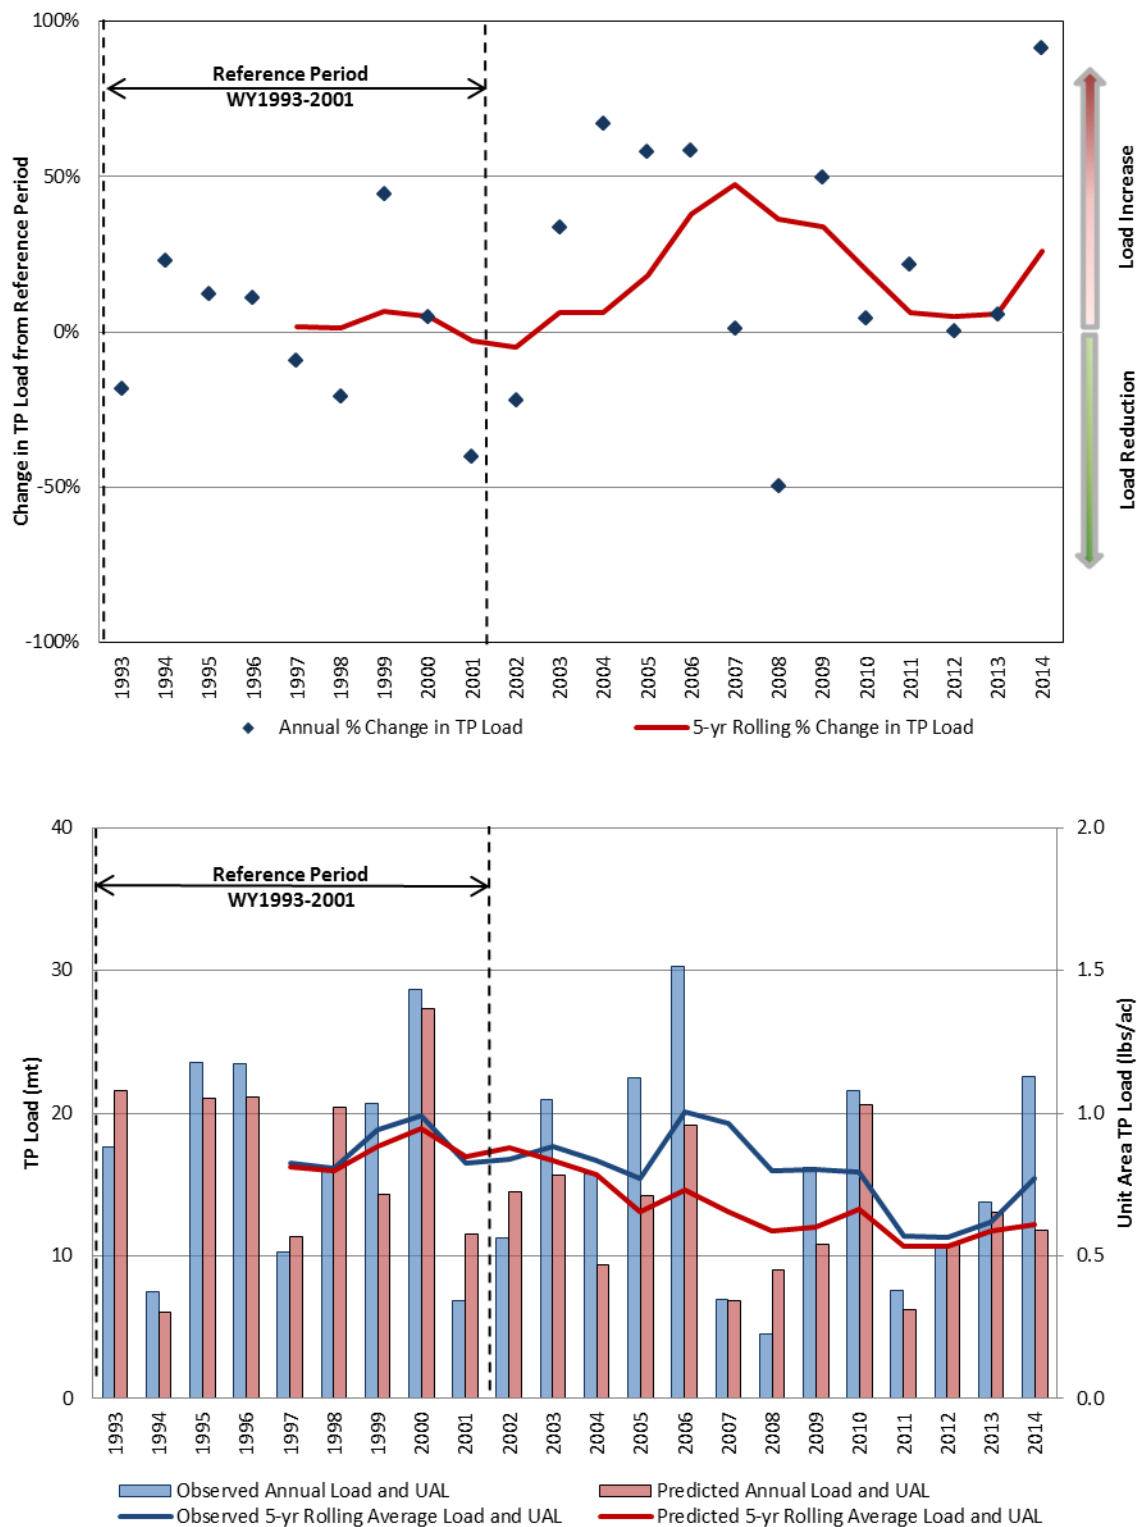 100%
50%
0%
-50%
-100%
Change in TP Load from Reference Period
Reference Period
WY1993-2001
Load Increase
Load Reduction
1993 1994 1995 1996 1997 1998 1999 2000 2001 2002 2003 2004 2005 2006 2007 2008 2009 2010 2011 2012 2013 2014
Annual % Change in TP Load 5-yr Rolling % Change in TP Load
40
30
20
10
0
TP Load (mt)
Reference Period
WY1993-2001
2.0
1.5
1.0
0.5
0.0
Unit Area TP Load (lbs/ac)
1993 1994 1995 1996 1997 1998 1999 2000 2001 2002 2003 2004 2005 2006 2007 2008 2009 2010 2011 2012 2013 2014
Observed Annual Load and UAL Predicted Annual Load and UAL
Observed 5-yr Rolling Average Load and UAL Predicted 5-yr Rolling Average Load and UAL